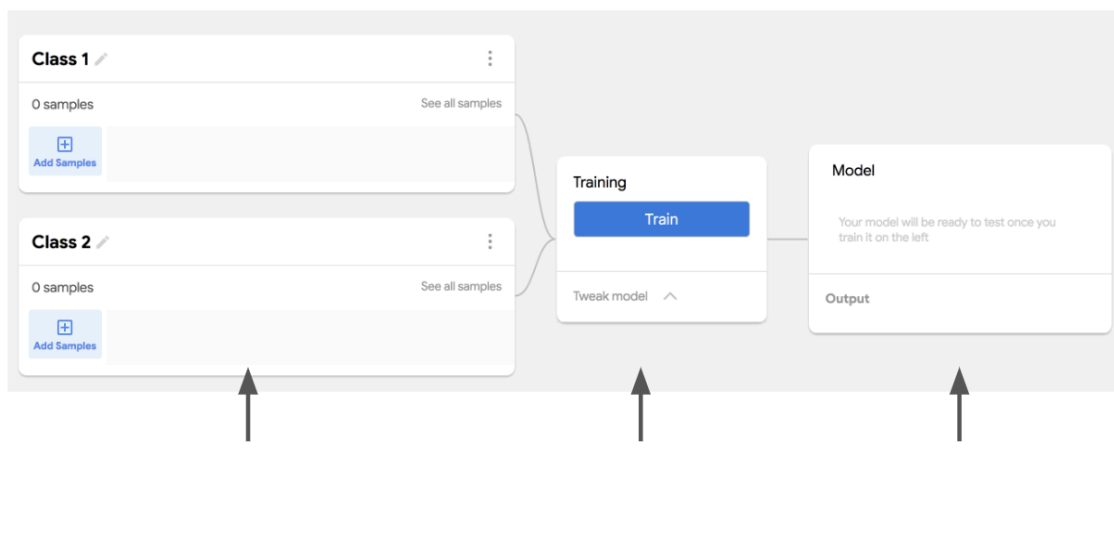 Class 1
0 samples
See all samples
Add Samples
Class 2
0 samples
See all samples
Add Samples
Training
Train
Tweak model
Model
Your model will be ready to test once you
train it on the left
Output